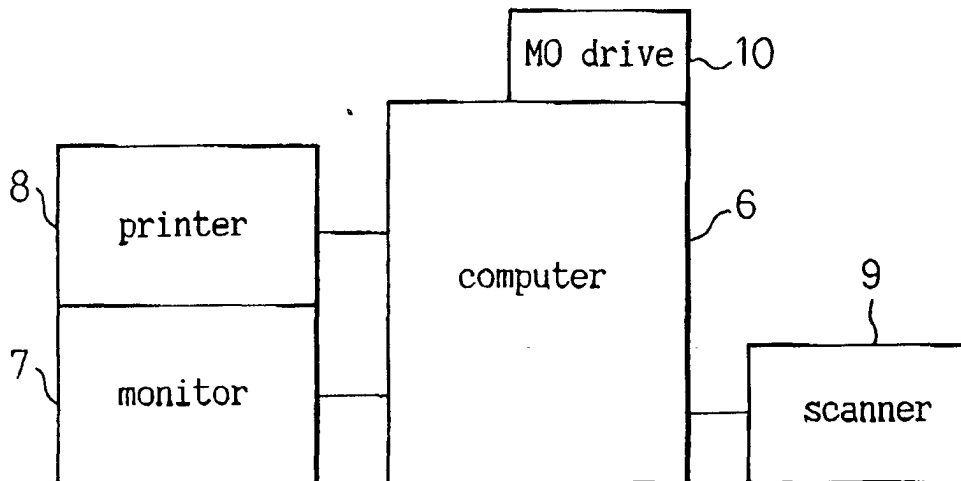 MO drive
10
8
printer
6
computer
9
7
monitor
scanner